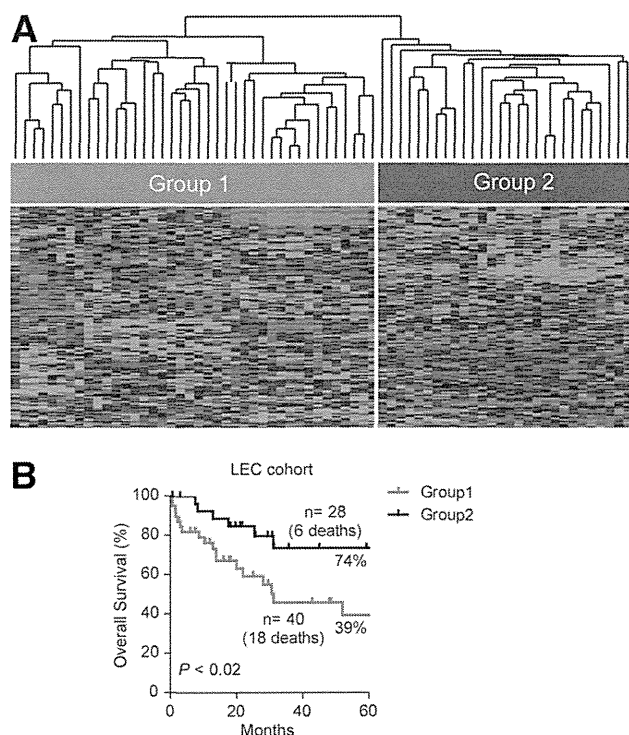 A
Group 1
Group 2
B
LEC cohort
Group1
Group2
n= 28
(6 deaths)
74%
n= 40
(18 deaths)
39%
P < 0.02
Overall Survival (%)
100
80
60
40
20
0
0
20
40
60
Months